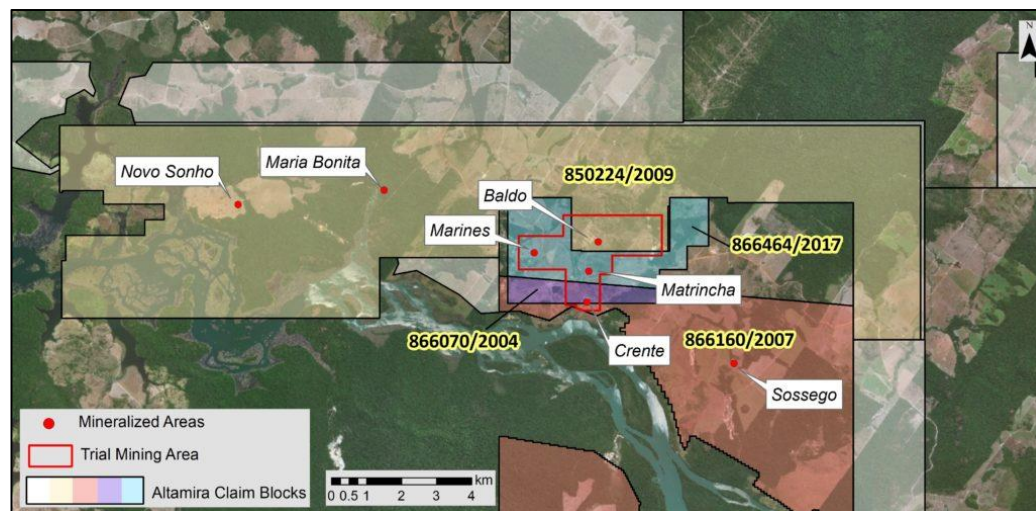 N
Novo Sonho
Maria Bonita
850224/2009
Baldo
Marines
866464/2017
Matrincha
866070/2004
Crente
866160/2007
Sossego
Mineralized Areas
Trial Mining Area
Altamira Claim Blocks
km
0 0.5 1 2 3 4